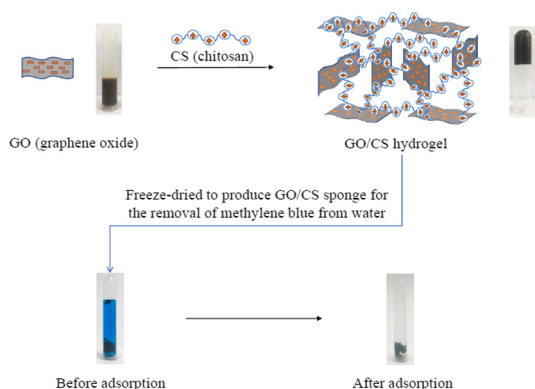 CS (chitosan)
GO (graphene oxide)
GO/CS hydrogel
Freeze-dried to produce GO/CS sponge for
the removal of methylene blue from water
Before adsorption
After adsorption